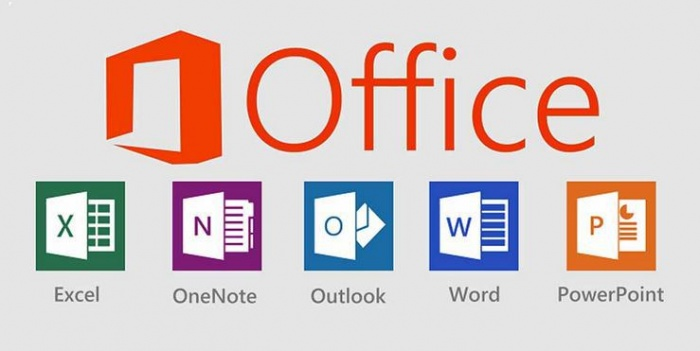 Office
X
N
O
W
P
Excel
OneNote
Outlook
Word
PowerPoint